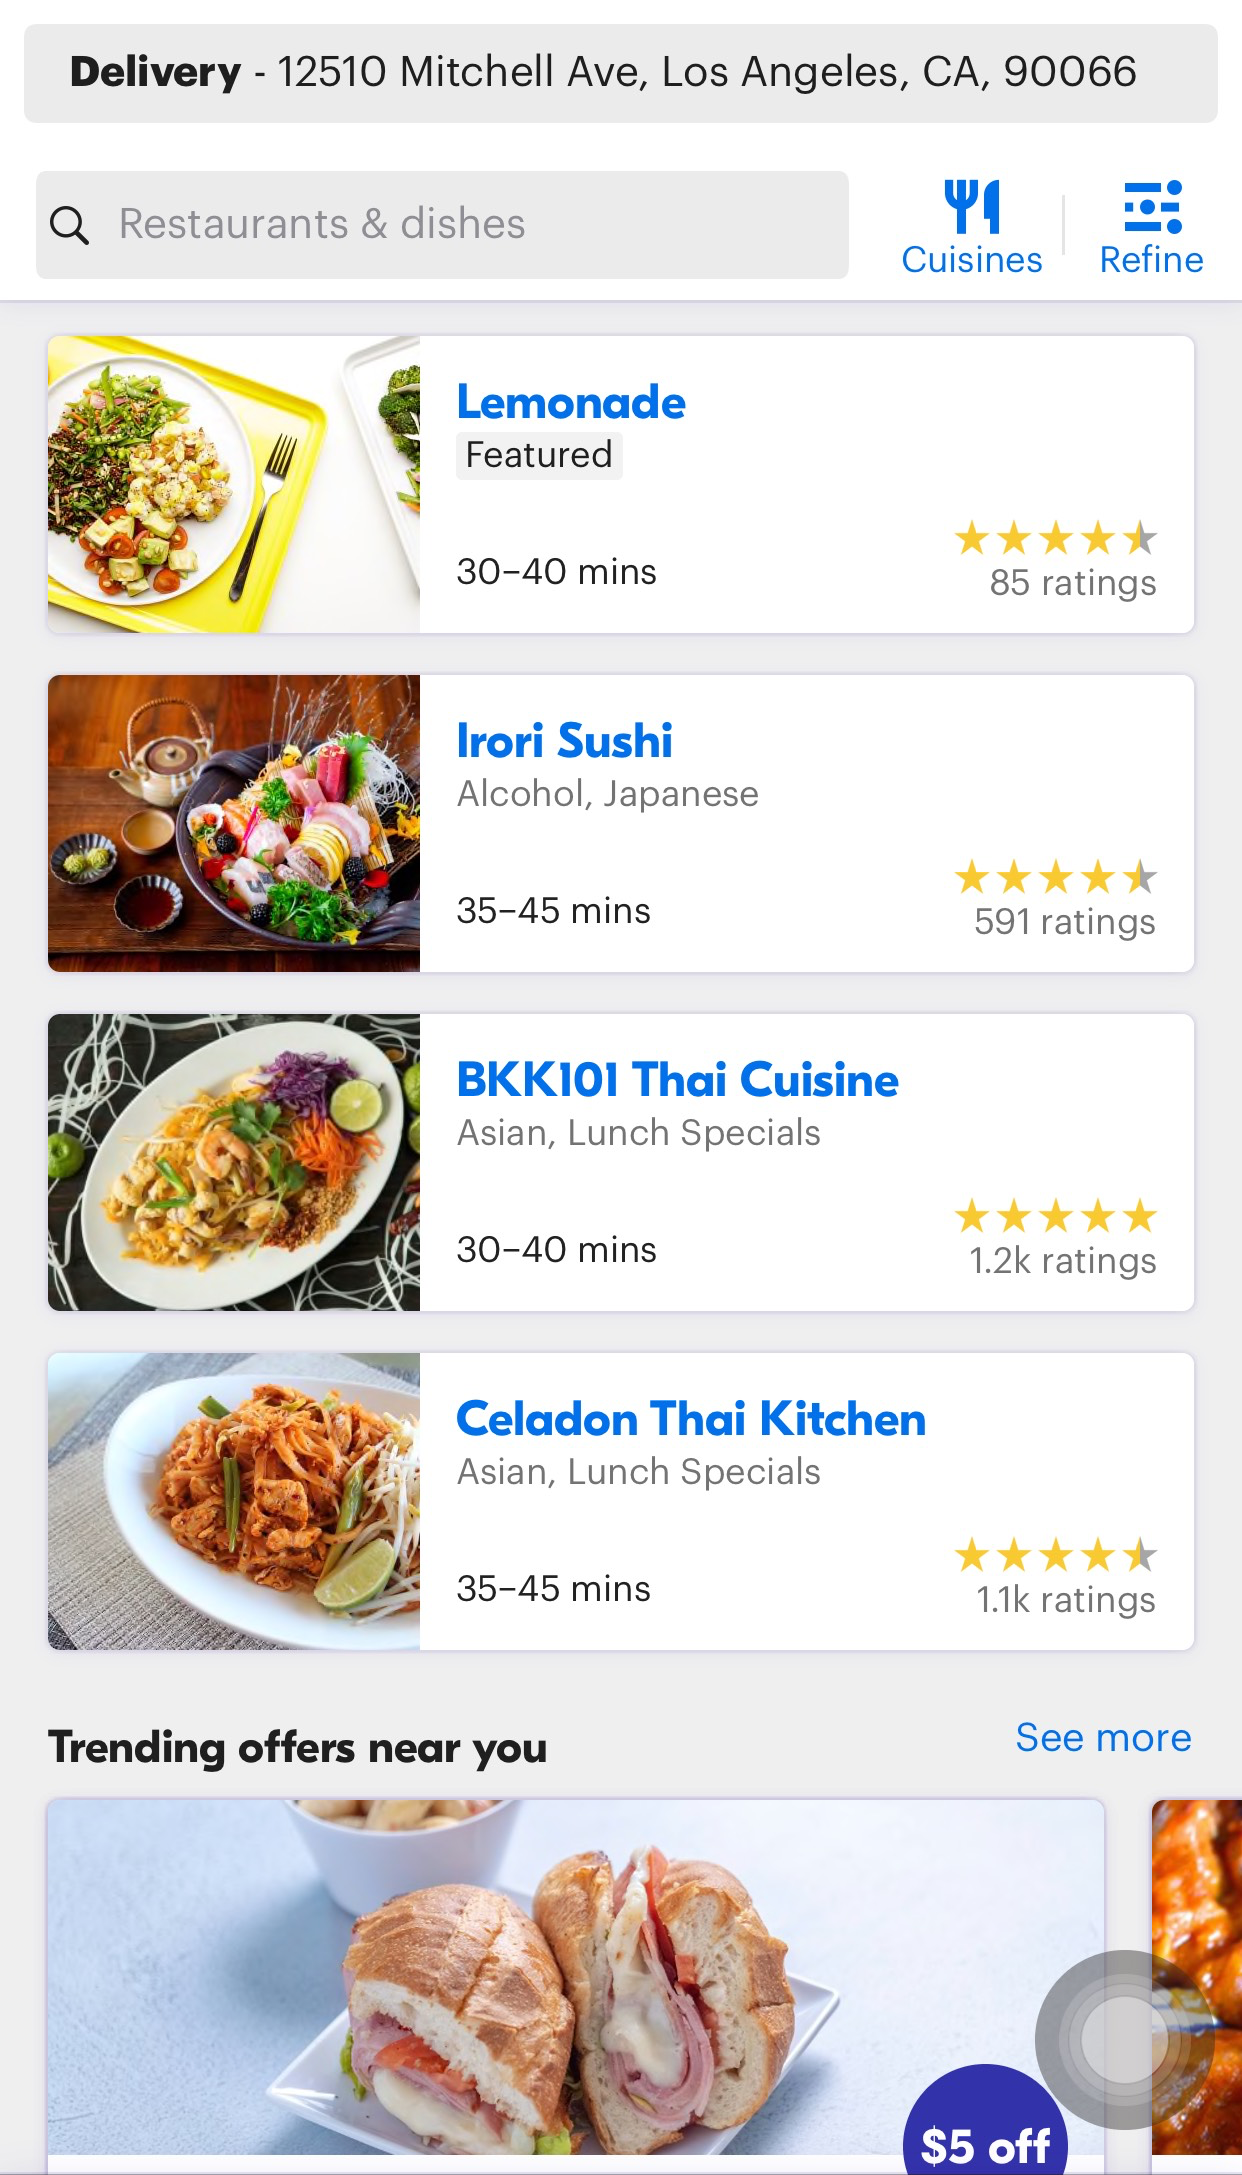 Delivery - 12510 Mitchell Ave, Los Angeles, CA, 90066
Restaurants & dishes
Cuisines
Refine
Lemonade
Featured
30–40 mins
85 ratings
Irori Sushi
Alcohol, Japanese
35–45 mins
591 ratings
BKK101 Thai Cuisine
Asian, Lunch Specials
30–40 mins
1.2k ratings
Celadon Thai Kitchen
Asian, Lunch Specials
35–45 mins
1.1k ratings
Trending offers near you
See more
$5 off